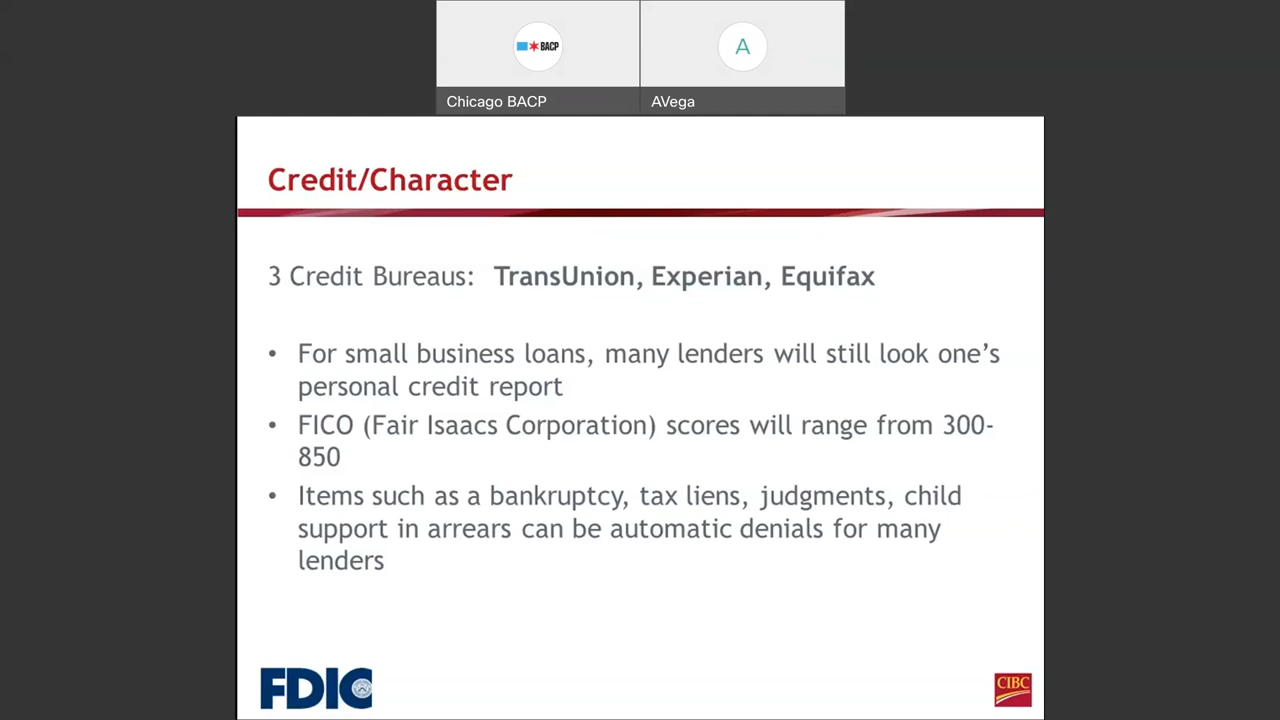 BACP
A
Chicago BACP
AVega
Credit/Character
3 Credit Bureaus: TransUnion, Experian, Equifax
• For small business loans, many lenders will still look one’s
personal credit report
• FICO (Fair Isaacs Corporation) scores will range from 300-
850
• Items such as a bankruptcy, tax liens, judgments, child
support in arrears can be automatic denials for many
lenders
FDIC
CIBC